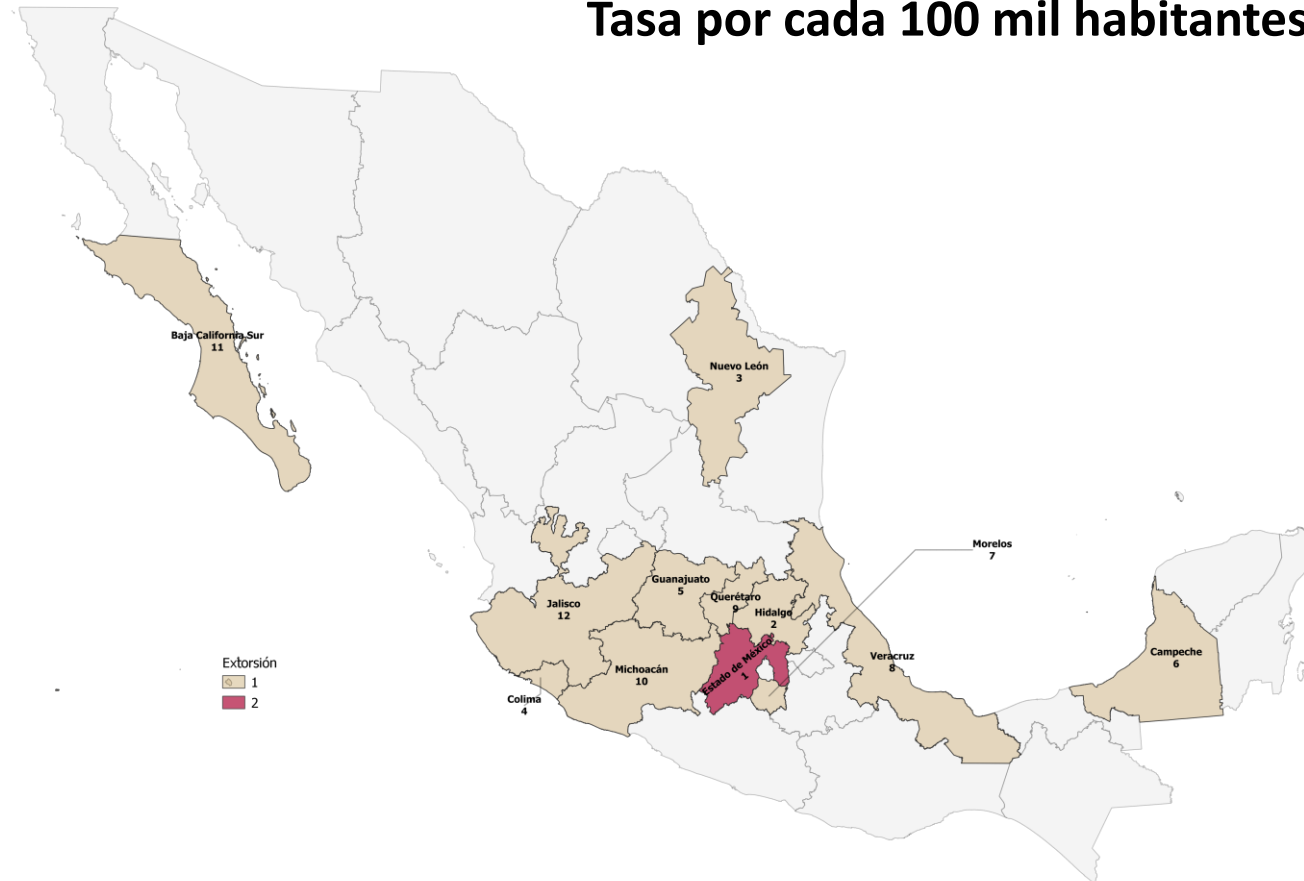 Tasa por cada 100 mil habitantes
Baja California Sur
11
Nuevo León
3
Morelos
7
Guanajuato
5
Querétaro
9
Jalisco
12
Hidalgo
2
Estado de México
1
Veracruz
8
Campeche
6
Michoacán
10
Colima
4
Extorsión
1
2